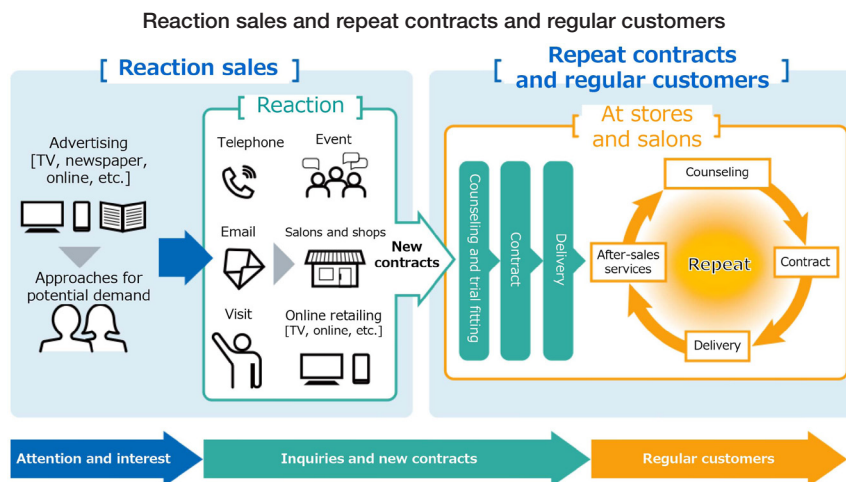 Reaction sales and repeat contracts and regular customers
[ Reaction sales ]
Advertising
[TV, newspaper,
online, etc.]
Approaches for
potential demand
[ Reaction ]
Telephone
Event
Email
Salons and shops
Visit
Online retailing
[TV, online, etc.]
New
contracts
[ Repeat contracts
and regular customers ]
[ At stores
and salons ]
Counseling and trial fitting
Contract
Delivery
Counseling
Contract
Delivery
After-sales
services
Repeat
Attention and interest
Inquiries and new contracts
Regular customers